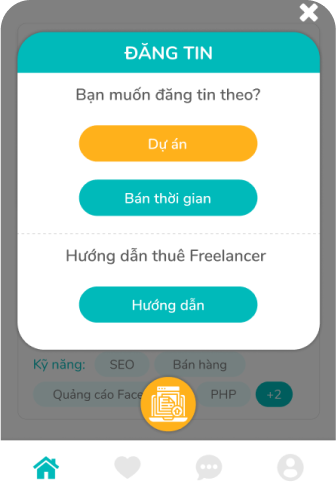 ĐĂNG TIN
Bạn muốn đăng tin theo?
Dự án
Bán thời gian
Hướng dẫn thuê Freelancer
Hướng dẫn
Kỹ năng: SEO Bán hàng
Quảng cáo Face PHP +2